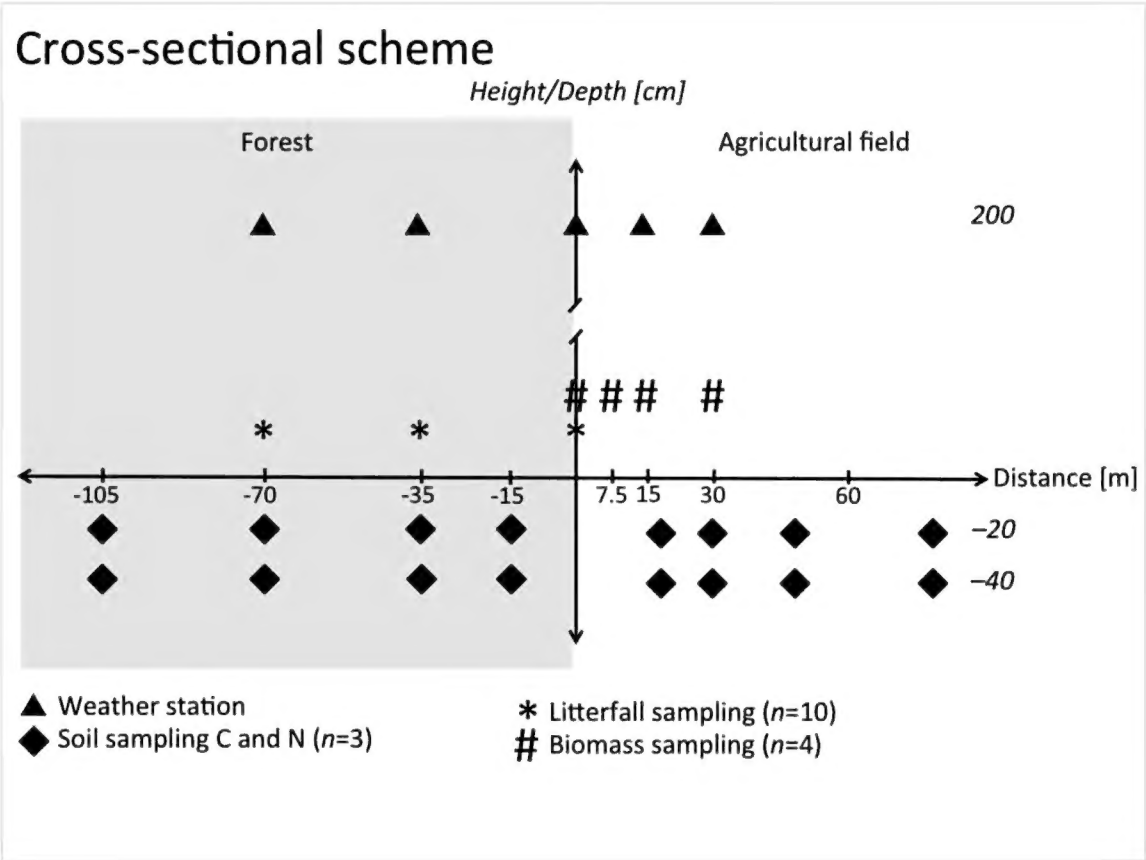 Cross-sectional scheme
Height/Depth [cm]
Forest
Agricultural field
200
# # # #
* * *
Distance [m]
-105 -70 -35 -15 7.5 15 30 60
–20
–40
Weather station
* Litterfall sampling (n=10)
Soil sampling C and N (n=3)
# Biomass sampling (n=4)